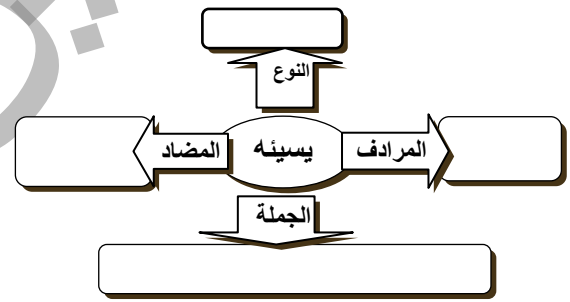 النوع
المرادف
يسيئه
المضاد
الجملة